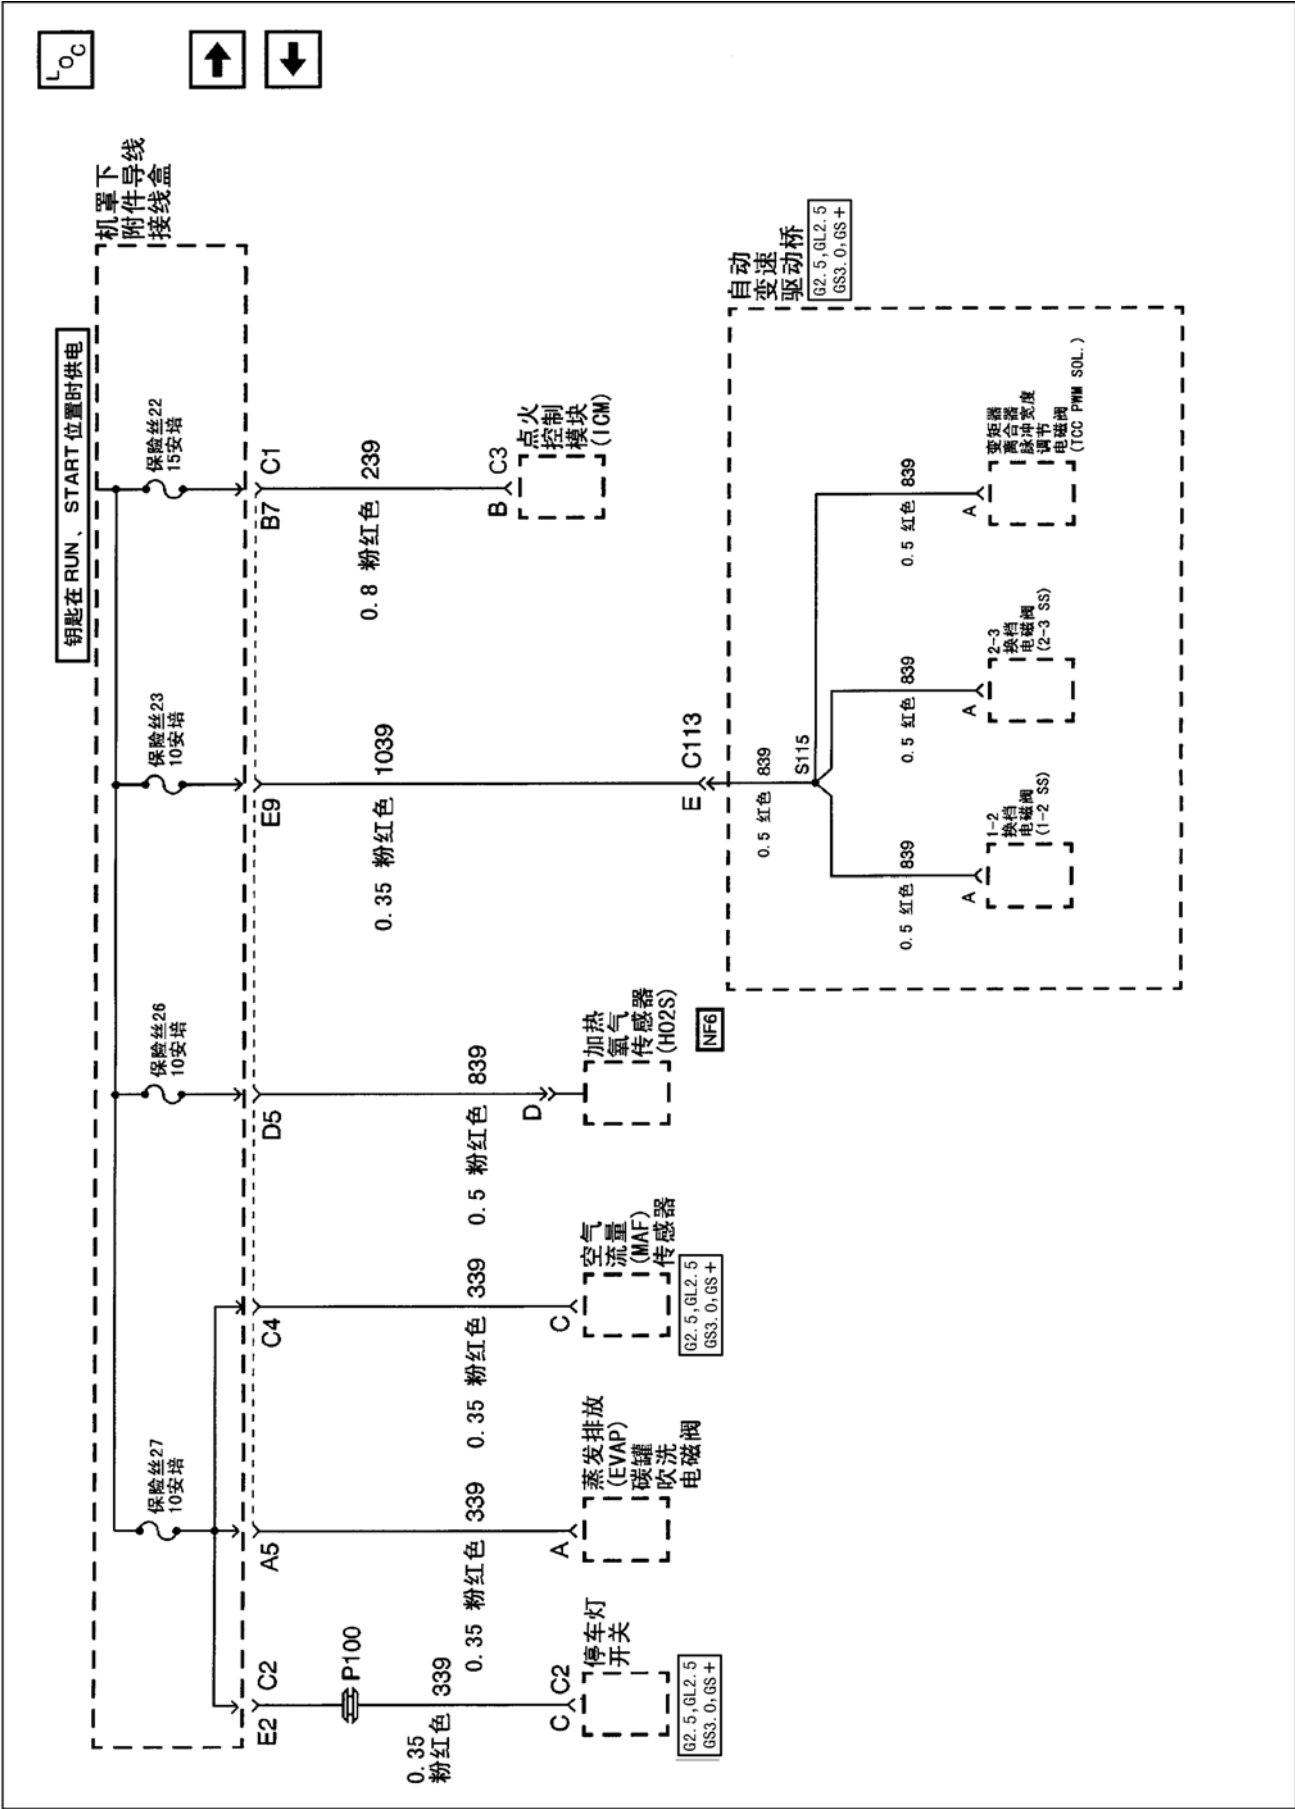 LOC
钥匙在 RUN 、 START 位置时供电
机罩下
附件导线
接线盒
保险丝27
10安培
保险丝26
10安培
保险丝23
10安培
保险丝22
15安培
E2 C2
A5
C4
D5
E9
B7 C1
P100
0.35
粉红色 339
0.35 粉红色 339
0.35 粉红色 339
0.5 粉红色 839
0.35 粉红色 1039
0.8 粉红色 239
C C2
停车灯
开关
G2.5,GL2.5
GS3.0,GS+
A
蒸发排放
(EVAP)
碳罐
吹洗
电磁阀
C
空气
流量
(MAF)
传感器
G2.5,GL2.5
GS3.0,GS+
D
加热
氧气
传感器
(HO2S)
NF6
B C3
点火
控制
模块
(ICM)
E C113
0.5 红色 839
S115
自动
变速
驱动桥
G2.5,GL2.5
GS3.0,GS+
0.5 红色 839
0.5 红色 839
0.5 红色 839
A
1-2
换档
电磁阀
(1-2 SS)
A
2-3
换档
电磁阀
(2-3 SS)
A
变矩器
离合器
脉冲宽度
调节
电磁阀
(TCC PWM SOL.)